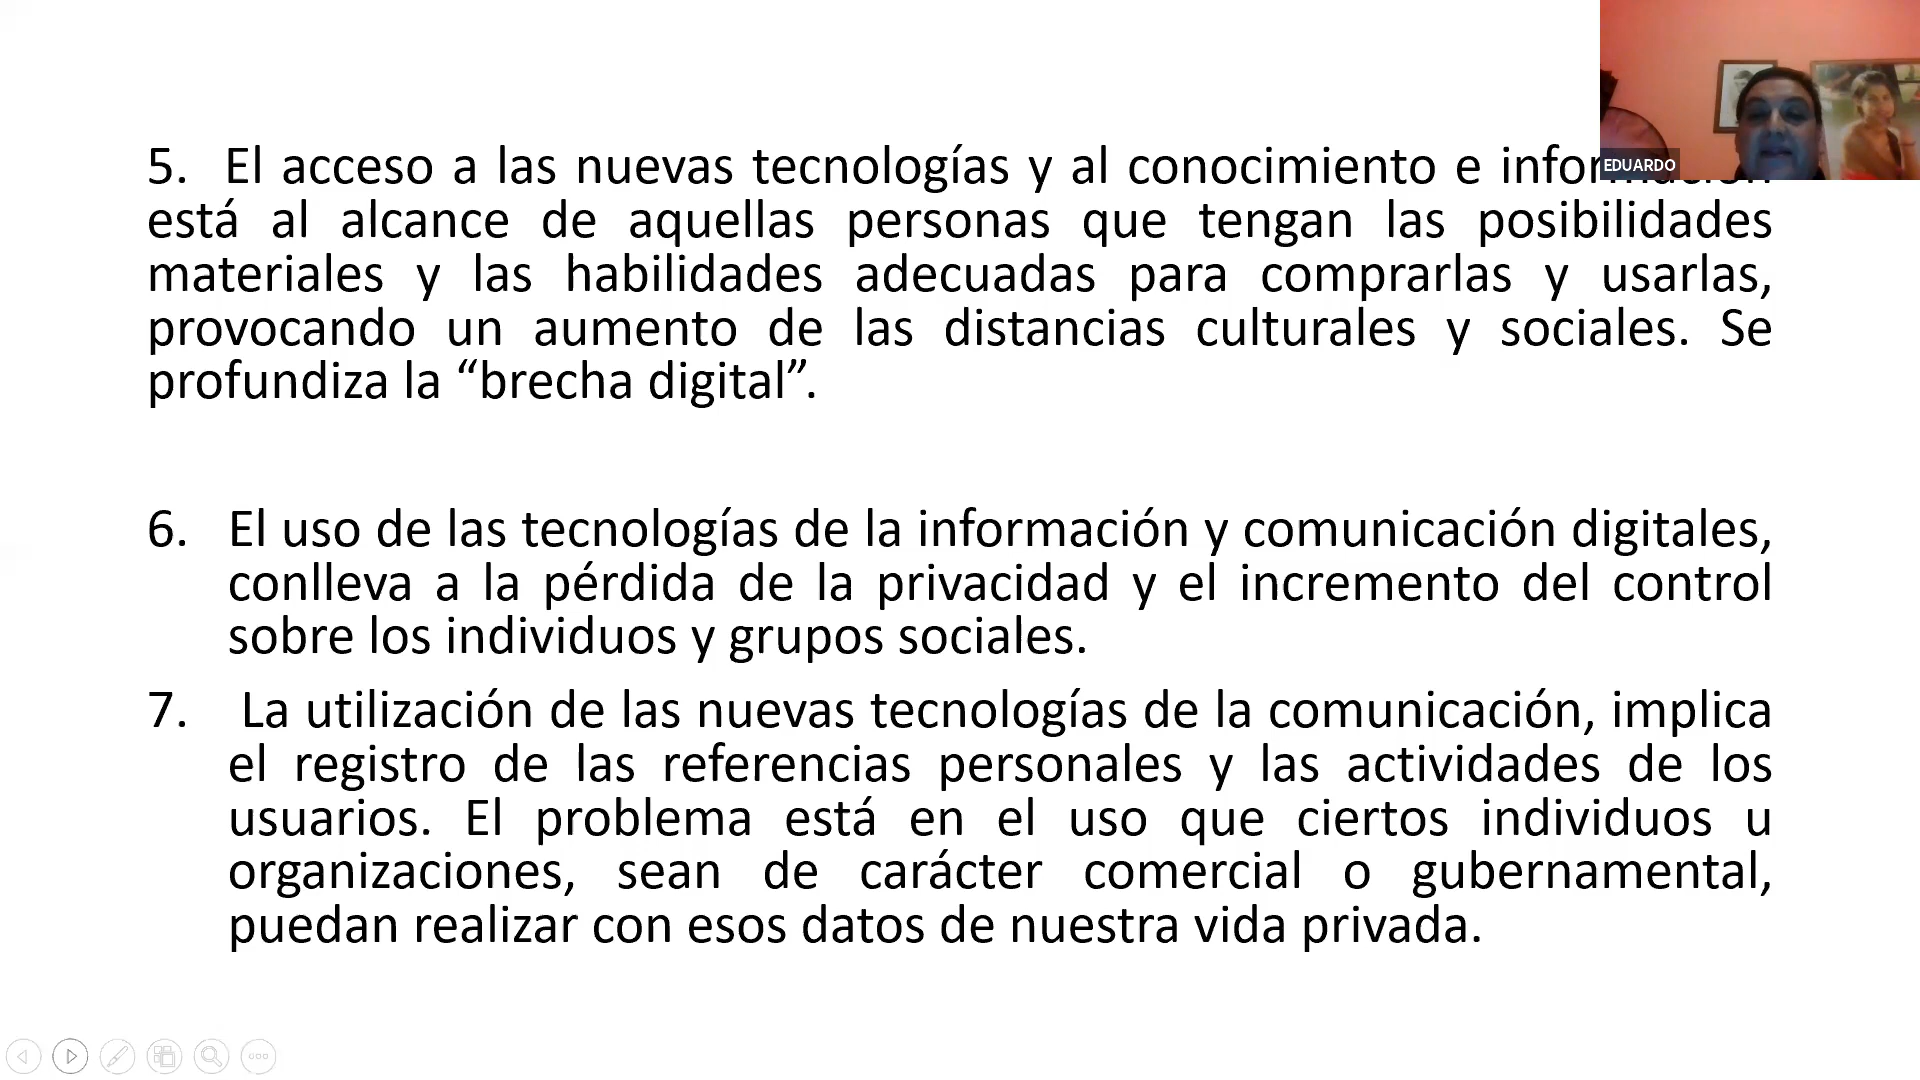 5. El acceso a las nuevas tecnologías y al conocimiento e información
está al alcance de aquellas personas que tengan las posibilidades
materiales y las habilidades adecuadas para comprarlas y usarlas,
provocando un aumento de las distancias culturales y sociales. Se
profundiza la “brecha digital”.
6. El uso de las tecnologías de la información y comunicación digitales,
conlleva a la pérdida de la privacidad y el incremento del control
sobre los individuos y grupos sociales.
7. La utilización de las nuevas tecnologías de la comunicación, implica
el registro de las referencias personales y las actividades de los
usuarios. El problema está en el uso que ciertos individuos u
organizaciones, sean de carácter comercial o gubernamental,
puedan realizar con esos datos de nuestra vida privada.
EDUARDO